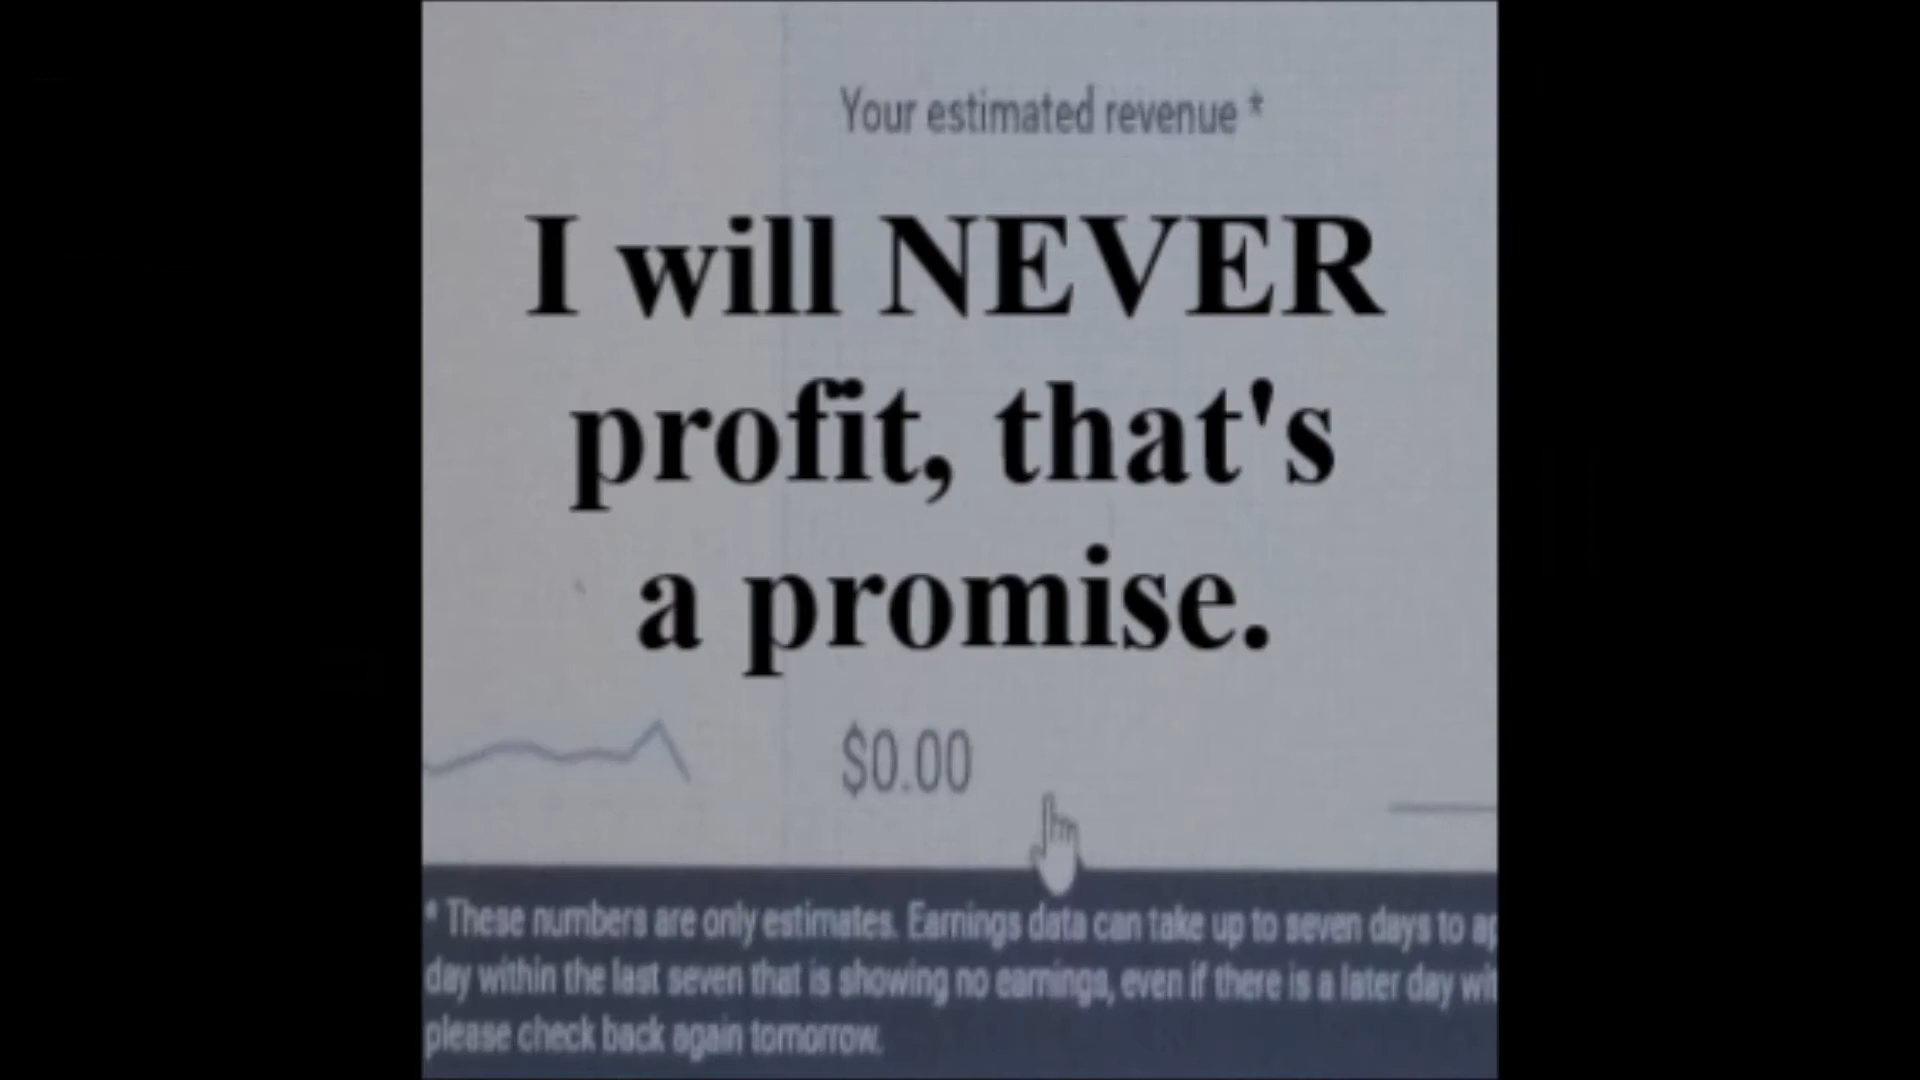 Your estimated revenue *
I will NEVER
profit, that's
a promise.
$0.00
* These numbers are only estimates. Earnings data can take up to seven days to
day within the last seven that is showing no earnings, even if there is a later day
please check back again tomorrow.